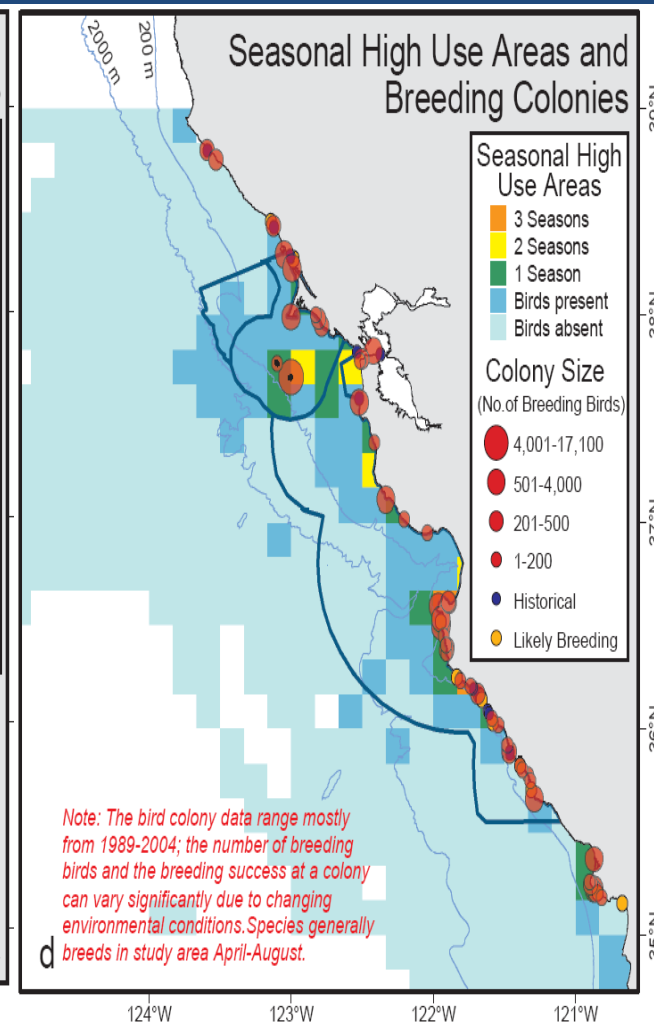 2000 m
200 m
Seasonal High Use Areas and
Breeding Colonies
Seasonal High
Use Areas
3 Seasons
2 Seasons
1 Season
Birds present
Birds absent
Colony Size
(No.of Breeding Birds)
4,001-17,100
501-4,000
201-500
1-200
Historical
Likely Breeding
38°N
37°N
36°N
35°N
Note: The bird colony data range mostly
from 1989-2004; the number of breeding
birds and the breeding success at a colony
can vary significantly due to changing
environmental conditions.Species generally
breeds in study area April-August.
d
124°W
123°W
122°W
121°W